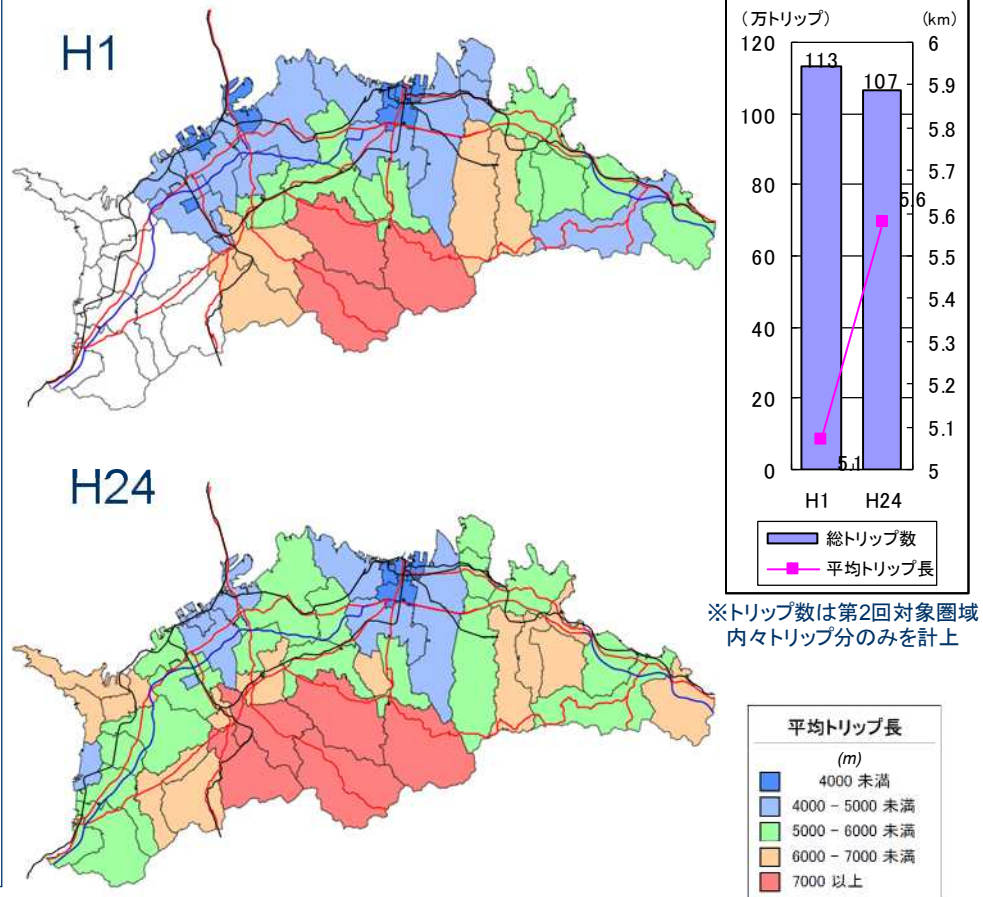 H1
H24
(万トリップ) (km)
120 6
113 107
5.9
100
5.8
80 5.7
5.6
60 5.6
5.5
40 5.4
5.3
20 5.2
5.1
0 5.1 5
H1 H24
総トリップ数
平均トリップ長
※トリップ数は第2回対象圏域
内々トリップ分のみを計上
平均トリップ長
(m)
4000 未満
4000 - 5000 未満
5000 - 6000 未満
6000 - 7000 未満
7000 以上